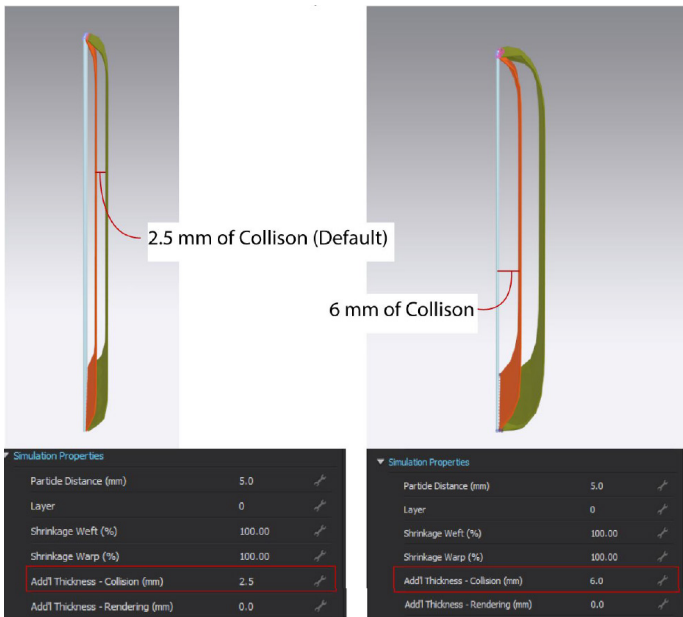 2.5 mm of Collison (Default)
6 mm of Collison
Simulation Properties
Particle Distance (mm) 5.0
Layer 0
Shrinkage Weft (%) 100.00
Shrinkage Warp (%) 100.00
Add'l Thickness - Collision (mm) 2.5
Add'l Thickness - Rendering (mm) 0.0
Simulation Properties
Particle Distance (mm) 5.0
Layer 0
Shrinkage Weft (%) 100.00
Shrinkage Warp (%) 100.00
Add'l Thickness - Collision (mm) 6.0
Add'l Thickness - Rendering (mm) 0.0